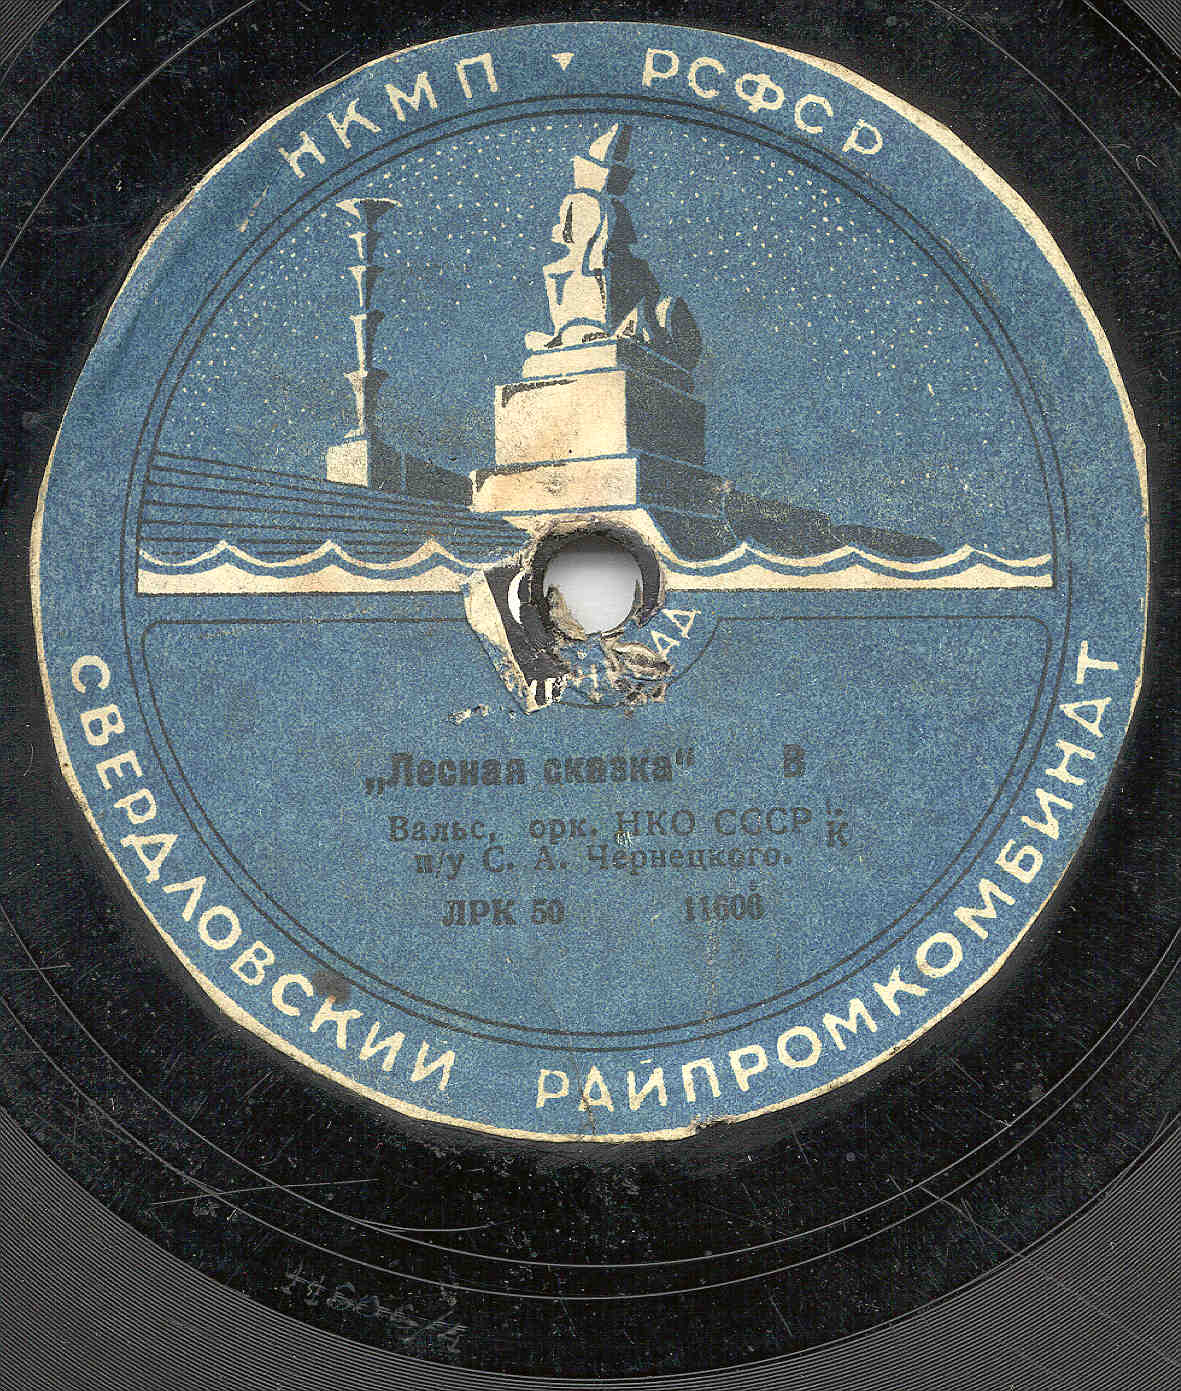 НКМП РСФСР
„Лесная сказка“ В
Вальс, орк. НКО СССР К
п/у С. А. Чернецкого.
ЛРК 50 11606
СВЕРДЛОВСКИЙ РАЙПРОМКОМБИНАТ